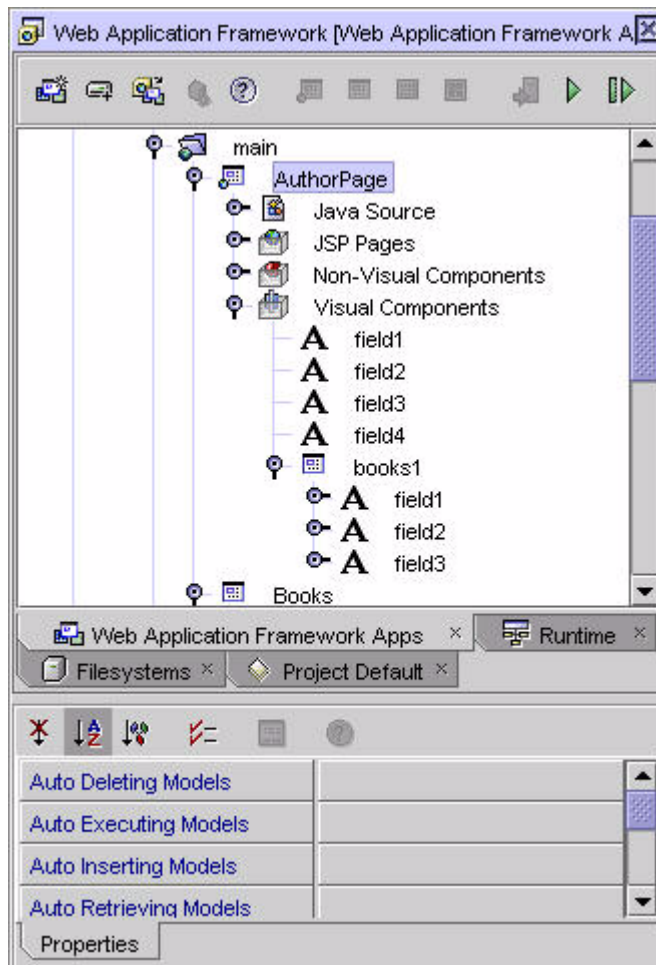 Web Application Framework [Web Application Framework A
main
AuthorPage
Java Source
JSP Pages
Non-Visual Components
Visual Components
A field1
A field2
A field3
A field4
books1
A field1
A field2
A field3
Books
Web Application Framework Apps × Runtime ×
Filesystems × Project Default ×
Auto Deleting Models
Auto Executing Models
Auto Inserting Models
Auto Retrieving Models
Properties